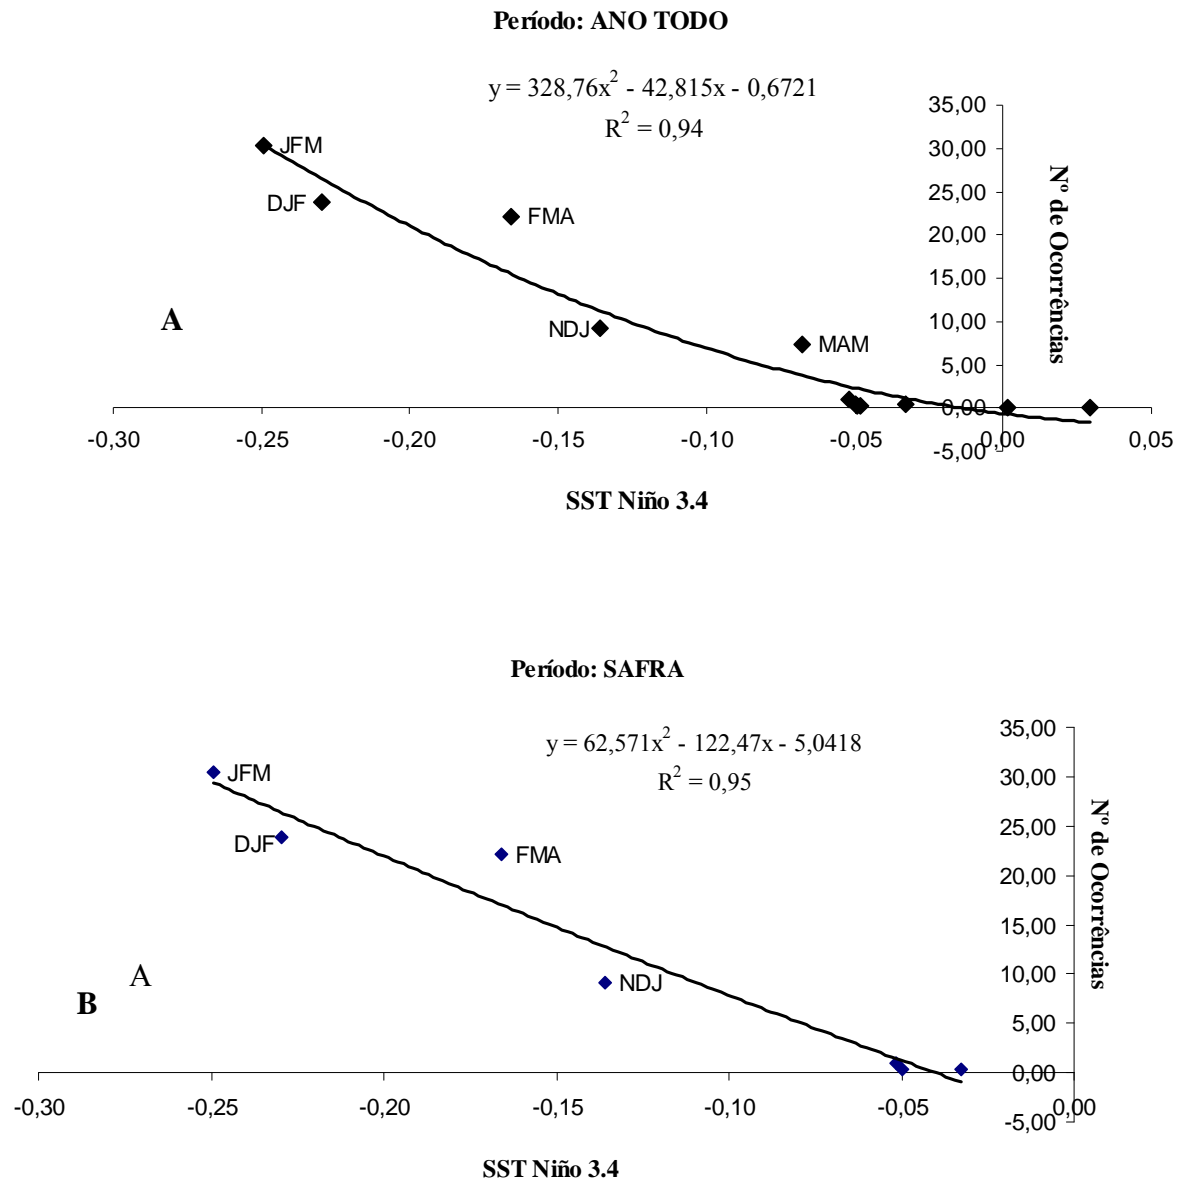 Período: ANO TODO
y = 328,76x² - 42,815x - 0,6721
R² = 0,94
35,00
30,00
25,00
20,00
15,00
10,00
5,00
0,00
-5,00
Nº de Ocorrências
JFM
DJF
FMA
NDJ
MAM
A
-0,30
-0,25
-0,20
-0,15
-0,10
-0,05
0,00
0,05
SST Niño 3.4
Período: SAFRA
y = 62,571x² - 122,47x - 5,0418
R² = 0,95
35,00
30,00
25,00
20,00
15,00
10,00
5,00
0,00
-5,00
Nº de Ocorrências
JFM
DJF
FMA
NDJ
A
B
-0,30
-0,25
-0,20
-0,15
-0,10
-0,05
0,00
SST Niño 3.4